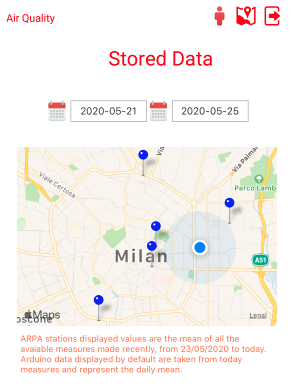 Air Quality
Stored Data
2020-05-21 2020-05-25
Via Palma
Viale Certosa
Parco Lamb
A51
Milan
Maps
Legal
oscone
ARPA stations displayed values are the mean of all the
avaiable measures made recently, from 23/05/2020 to today.
Arduino data displayed by default are taken from today
measures and represent the daily mean.